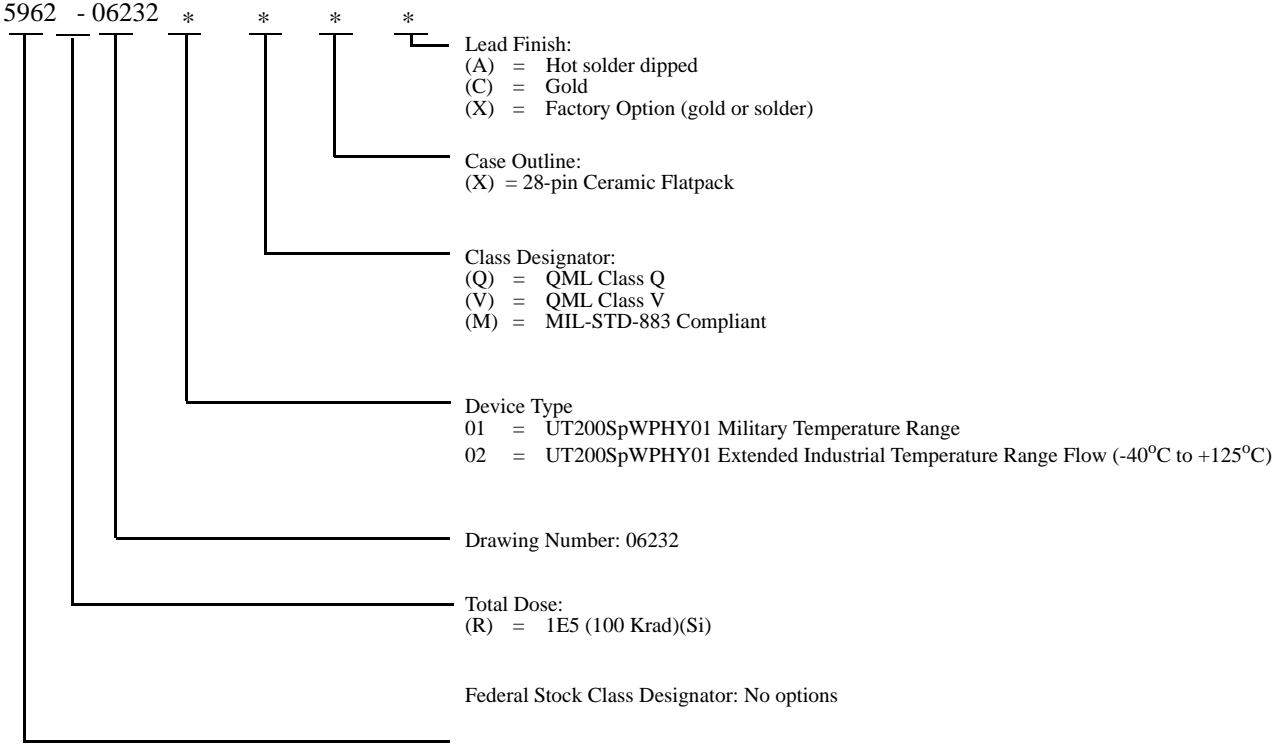 5962 - 06232 * * * *
Lead Finish:
(A) = Hot solder dipped
(C) = Gold
(X) = Factory Option (gold or solder)
Case Outline:
(X) = 28-pin Ceramic Flatpack
Class Designator:
(Q) = QML Class Q
(V) = QML Class V
(M) = MIL-STD-883 Compliant
Device Type
01 = UT200SpWPHY01 Military Temperature Range
02 = UT200SpWPHY01 Extended Industrial Temperature Range Flow (-40°C to +125°C)
Drawing Number: 06232
Total Dose:
(R) = 1E5 (100 Krad)(Si)
Federal Stock Class Designator: No options